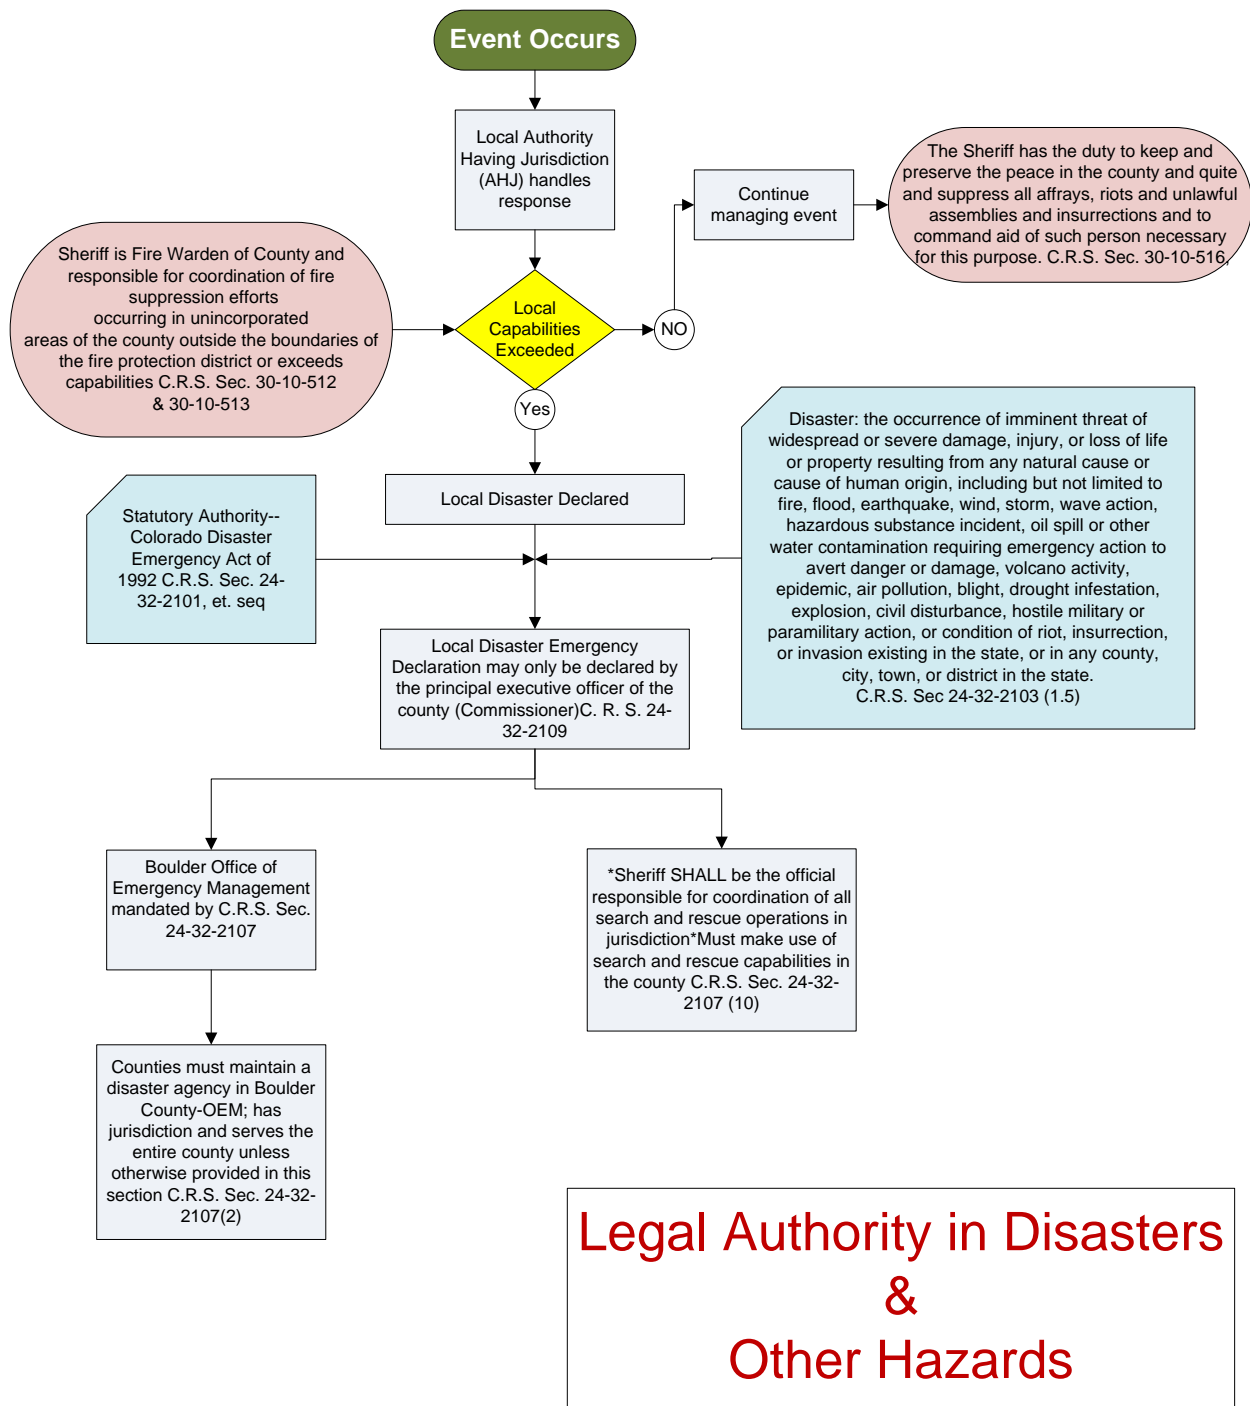 Event Occurs
Local Authority
Having Jurisdiction
(AHJ) handles
response
Continue
managing event
The Sheriff has the duty to keep and
preserve the peace in the county and quite
and suppress all affrays, riots and unlawful
assemblies and insurrections and to
command aid of such person necessary
for this purpose. C.R.S. Sec. 30-10-516,
Sheriff is Fire Warden of County and
responsible for coordination of fire
suppression efforts
occurring in unincorporated
areas of the county outside the boundaries of
the fire protection district or exceeds
capabilities C.R.S. Sec. 30-10-512
& 30-10-513
Local
Capabilities
Exceeded
NO
Yes
Local Disaster Declared
Disaster: the occurrence of imminent threat of
widespread or severe damage, injury, or loss of life
or property resulting from any natural cause or
cause of human origin, including but not limited to
fire, flood, earthquake, wind, storm, wave action,
hazardous substance incident, oil spill or other
water contamination requiring emergency action to
avert danger or damage, volcano activity,
epidemic, air pollution, blight, drought infestation,
explosion, civil disturbance, hostile military or
paramilitary action, or condition of riot, insurrection,
or invasion existing in the state, or in any county,
city, town, or district in the state.
C.R.S. Sec 24-32-2103 (1.5)
Statutory Authority--
Colorado Disaster
Emergency Act of
1992 C.R.S. Sec. 24-
32-2101, et. seq
Local Disaster Emergency
Declaration may only be declared by
the principal executive officer of the
county (Commissioner)C. R. S. 24-
32-2109
Boulder Office of
Emergency Management
mandated by C.R.S. Sec.
24-32-2107
*Sheriff SHALL be the official
responsible for coordination of all
search and rescue operations in
jurisdiction*Must make use of
search and rescue capabilities in
the county C.R.S. Sec. 24-32-
2107 (10)
Counties must maintain a
disaster agency in Boulder
County-OEM; has
jurisdiction and serves the
entire county unless
otherwise provided in this
section C.R.S. Sec. 24-32-
2107(2)
Legal Authority in Disasters
&
Other Hazards